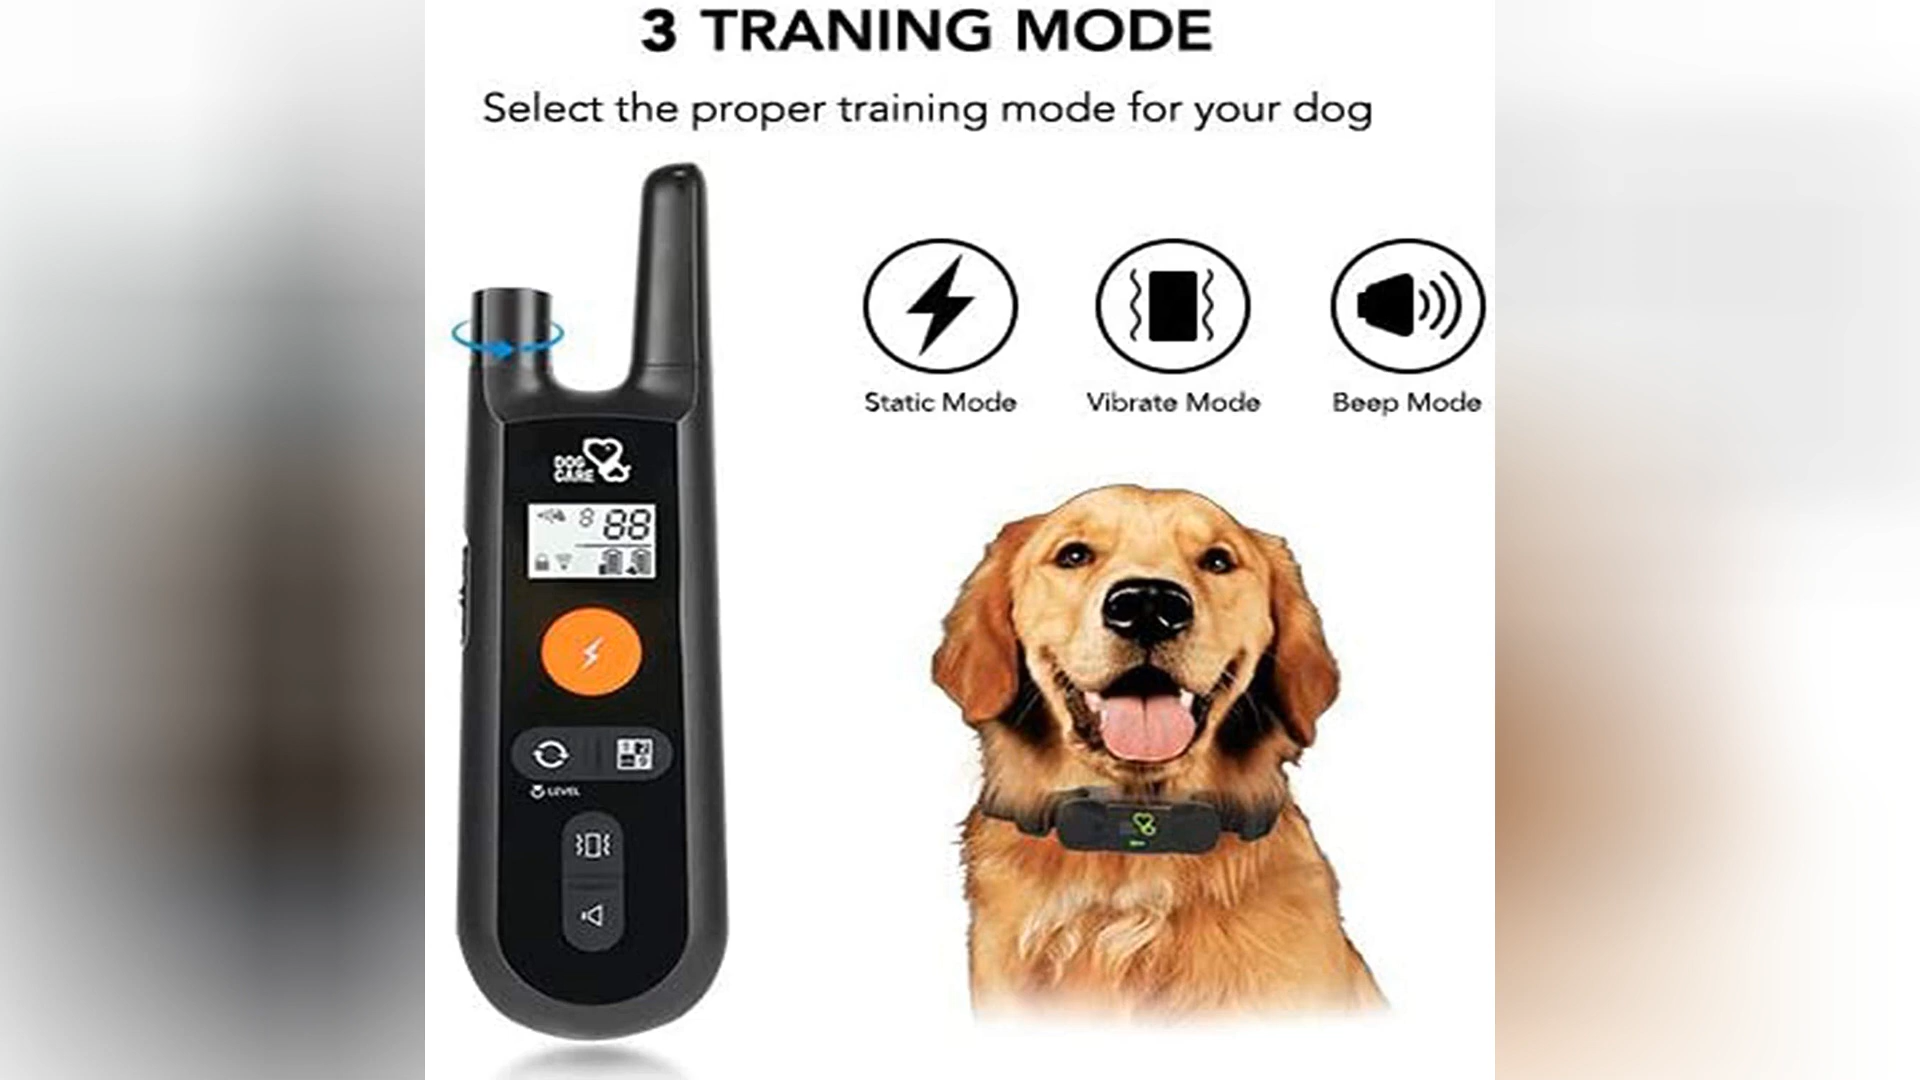 3 TRANING MODE
Select the proper training mode for your dog
Static Mode
Vibrate Mode
Beep Mode
DOG
CARE
8 88
LEVEL